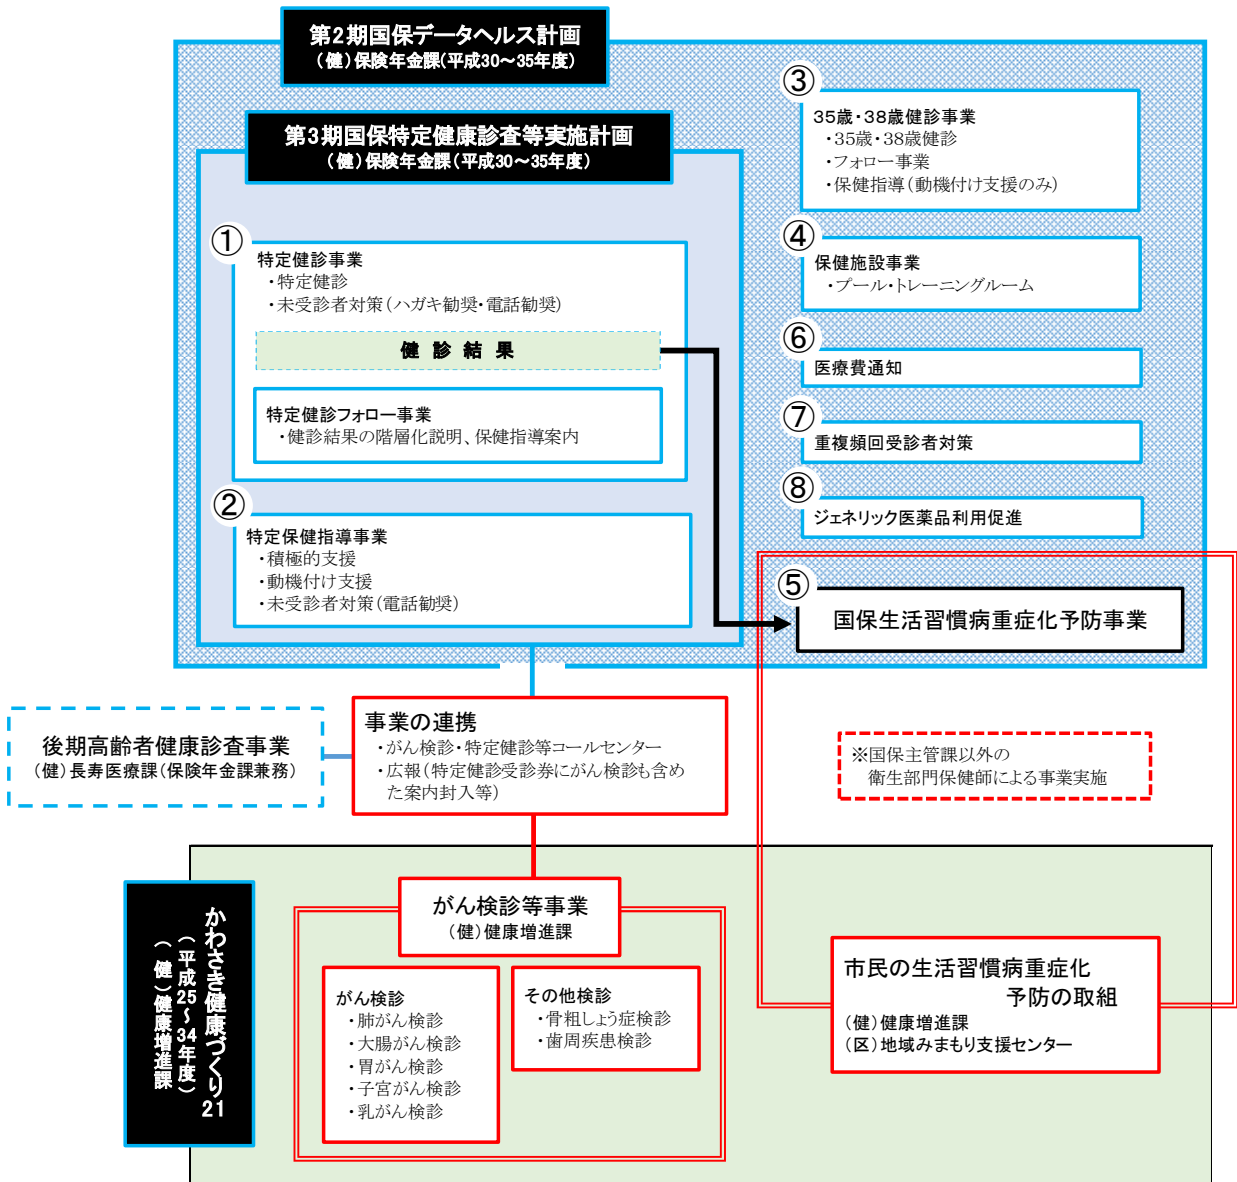 第2期国保データヘルス計画
(健)保険年金課(平成30～35年度)
第3期国保特定健康診査等実施計画
(健)保険年金課(平成30～35年度)
①
特定健診事業
・特定健診
・未受診者対策(ハガキ勧奨・電話勧奨)
健 診 結 果
特定健診フォロー事業
・健診結果の階層化説明、保健指導案内
②
特定保健指導事業
・積極的支援
・動機付け支援
・未受診者対策(電話勧奨)
③
35歳・38歳健診事業
・35歳・38歳健診
・フォロー事業
・保健指導(動機付け支援のみ)
④
保健施設事業
・プール・トレーニングルーム
⑥
医療費通知
⑦
重複頻回受診者対策
⑧
ジェネリック医薬品利用促進
⑤
国保生活習慣病重症化予防事業
後期高齢者健康診査事業
(健)長寿医療課(保険年金課兼務)
事業の連携
・がん検診・特定健診等コールセンター
・広報(特定健診受診券にがん検診も含め
た案内封入等)
※国保主管課以外の
衛生部門保健師による事業実施
かわさき健康づくり21
(平成25～34年度)
(健)健康増進課
がん検診等事業
(健)健康増進課
がん検診
・肺がん検診
・大腸がん検診
・胃がん検診
・子宮がん検診
・乳がん検診
その他検診
・骨粗しょう症検診
・歯周疾患検診
市民の生活習慣病重症化
予防の取組
(健)健康増進課
(区)地域みまもり支援センター